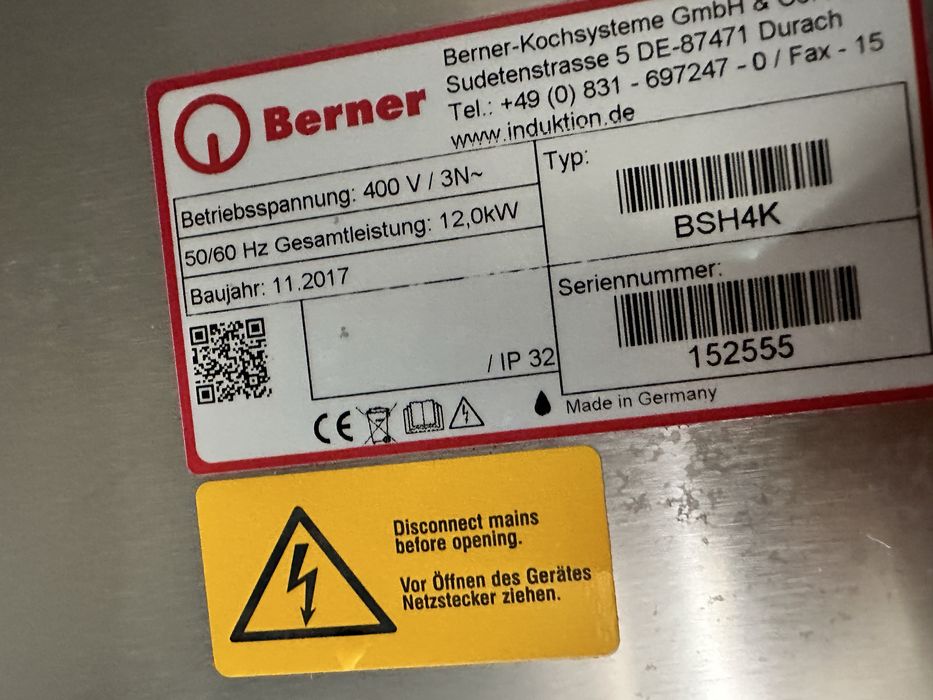 Berner
Berner-Kochsysteme GmbH &
Sudetenstrasse 5 DE-87471 Durach
Tel.: +49 (0) 831 - 697247 - 0 / Fax - 15
www.induktion.de
Betriebsspannung: 400 V / 3N~
50/60 Hz Gesamtleistung: 12,0kW
Baujahr: 11.2017
/ IP 32
Typ:
BSH4K
Seriennummer:
152555
CE
Made in Germany
Disconnect mains
before opening.
Vor Öffnen des Gerätes
Netzstecker ziehen.